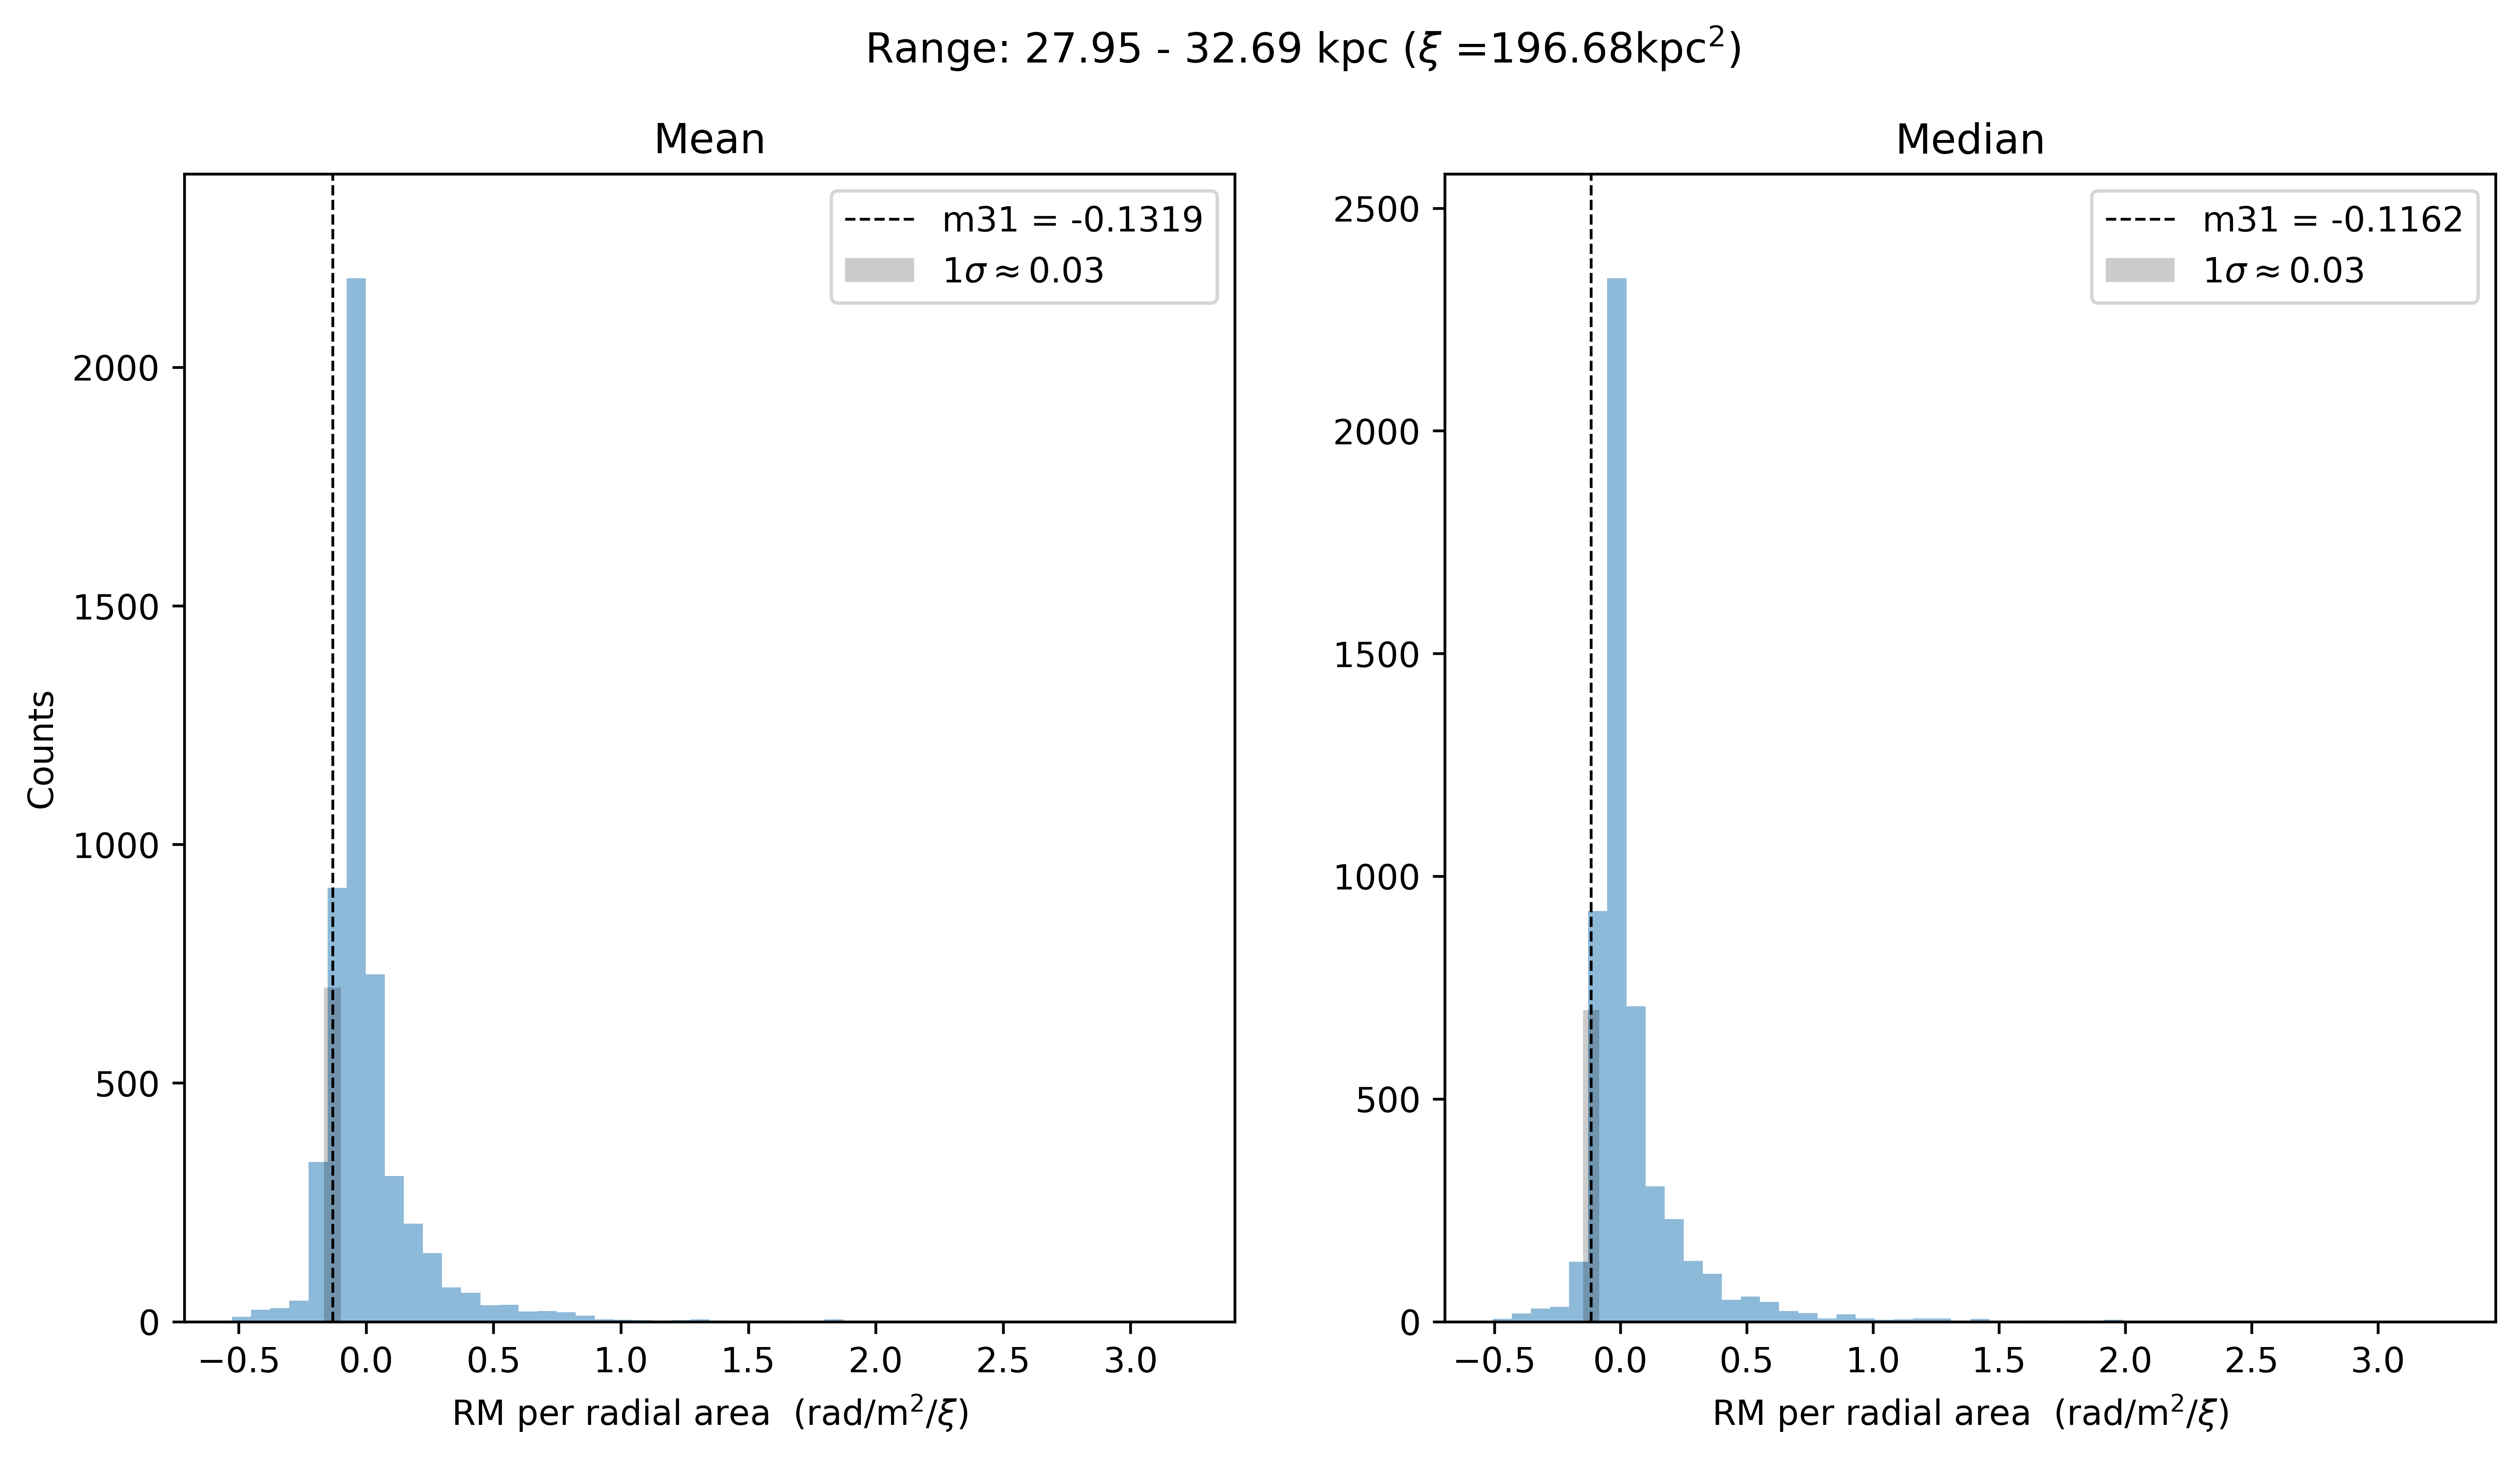 Range: 27.95 - 32.69 kpc (ξ =196.68kpc²)
Mean
m31 = -0.1319
1σ ≈ 0.03
2000
1500
1000
500
0
Counts
−0.5 0.0 0.5 1.0 1.5 2.0 2.5 3.0
RM per radial area (rad/m²/ξ)
Median
m31 = -0.1162
1σ ≈ 0.03
2500
2000
1500
1000
500
0
−0.5 0.0 0.5 1.0 1.5 2.0 2.5 3.0
RM per radial area (rad/m²/ξ)